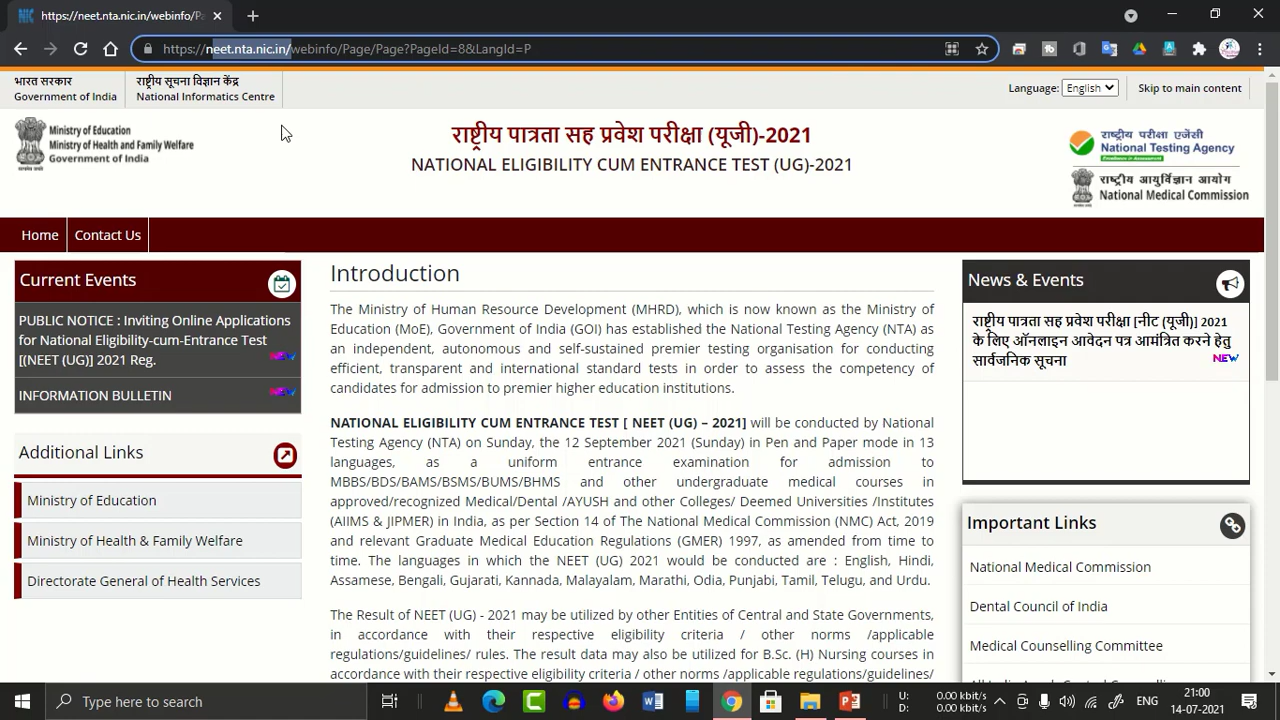 https://neet.nta.nic.in/webinfo/Pa
https://neet.nta.nic.in/webinfo/Page/Page?PageId=8&LangId=P
भारत सरकार
Government of India
राष्ट्रीय सूचना विज्ञान केंद्र
National Informatics Centre
Language: English
Skip to main content
Ministry of Education
Ministry of Health and Family Welfare
Government of India
राष्ट्रीय पात्रता सह प्रवेश परीक्षा (यूजी)-2021
NATIONAL ELIGIBILITY CUM ENTRANCE TEST (UG)-2021
राष्ट्रीय परीक्षा एजेंसी
National Testing Agency
Excellence in Assessment
राष्ट्रीय आयुर्विज्ञान आयोग
National Medical Commission
Home
Contact Us
Current Events
PUBLIC NOTICE : Inviting Online Applications
for National Eligibility-cum-Entrance Test
[(NEET (UG)] 2021 Reg.
NEW
INFORMATION BULLETIN
NEW
Additional Links
Ministry of Education
Ministry of Health & Family Welfare
Directorate General of Health Services
Introduction
The Ministry of Human Resource Development (MHRD), which is now known as the Ministry of
Education (MoE), Government of India (GOI) has established the National Testing Agency (NTA) as
an independent, autonomous and self-sustained premier testing organisation for conducting
efficient, transparent and international standard tests in order to assess the competency of
candidates for admission to premier higher education institutions.
NATIONAL ELIGIBILITY CUM ENTRANCE TEST [ NEET (UG) – 2021] will be conducted by National
Testing Agency (NTA) on Sunday, the 12 September 2021 (Sunday) in Pen and Paper mode in 13
languages, as a uniform entrance examination for admission to
MBBS/BDS/BAMS/BSMS/BUMS/BHMS and other undergraduate medical courses in
approved/recognized Medical/Dental /AYUSH and other Colleges/ Deemed Universities /Institutes
(AIIMS & JIPMER) in India, as per Section 14 of The National Medical Commission (NMC) Act, 2019
and relevant Graduate Medical Education Regulations (GMER) 1997, as amended from time to
time. The languages in which the NEET (UG) 2021 would be conducted are : English, Hindi,
Assamese, Bengali, Gujarati, Kannada, Malayalam, Marathi, Odia, Punjabi, Tamil, Telugu, and Urdu.
The Result of NEET (UG) - 2021 may be utilized by other Entities of Central and State Governments,
in accordance with their respective eligibility criteria / other norms /applicable
regulations/guidelines/ rules. The result data may also be utilized for B.Sc. (H) Nursing courses in
accordance with their respective eligibility criteria / other norms /applicable regulations/guidelines/
News & Events
राष्ट्रीय पात्रता सह प्रवेश परीक्षा [नीट (यूजी)] 2021
के लिए ऑनलाइन आवेदन पत्र आमंत्रित करने हेतु
सार्वजनिक सूचना
NEW
Important Links
National Medical Commission
Dental Council of India
Medical Counselling Committee
Type here to search
U: 0.00 kbit/s
D: 0.00 kbit/s
ENG
21:00
14-07-2021